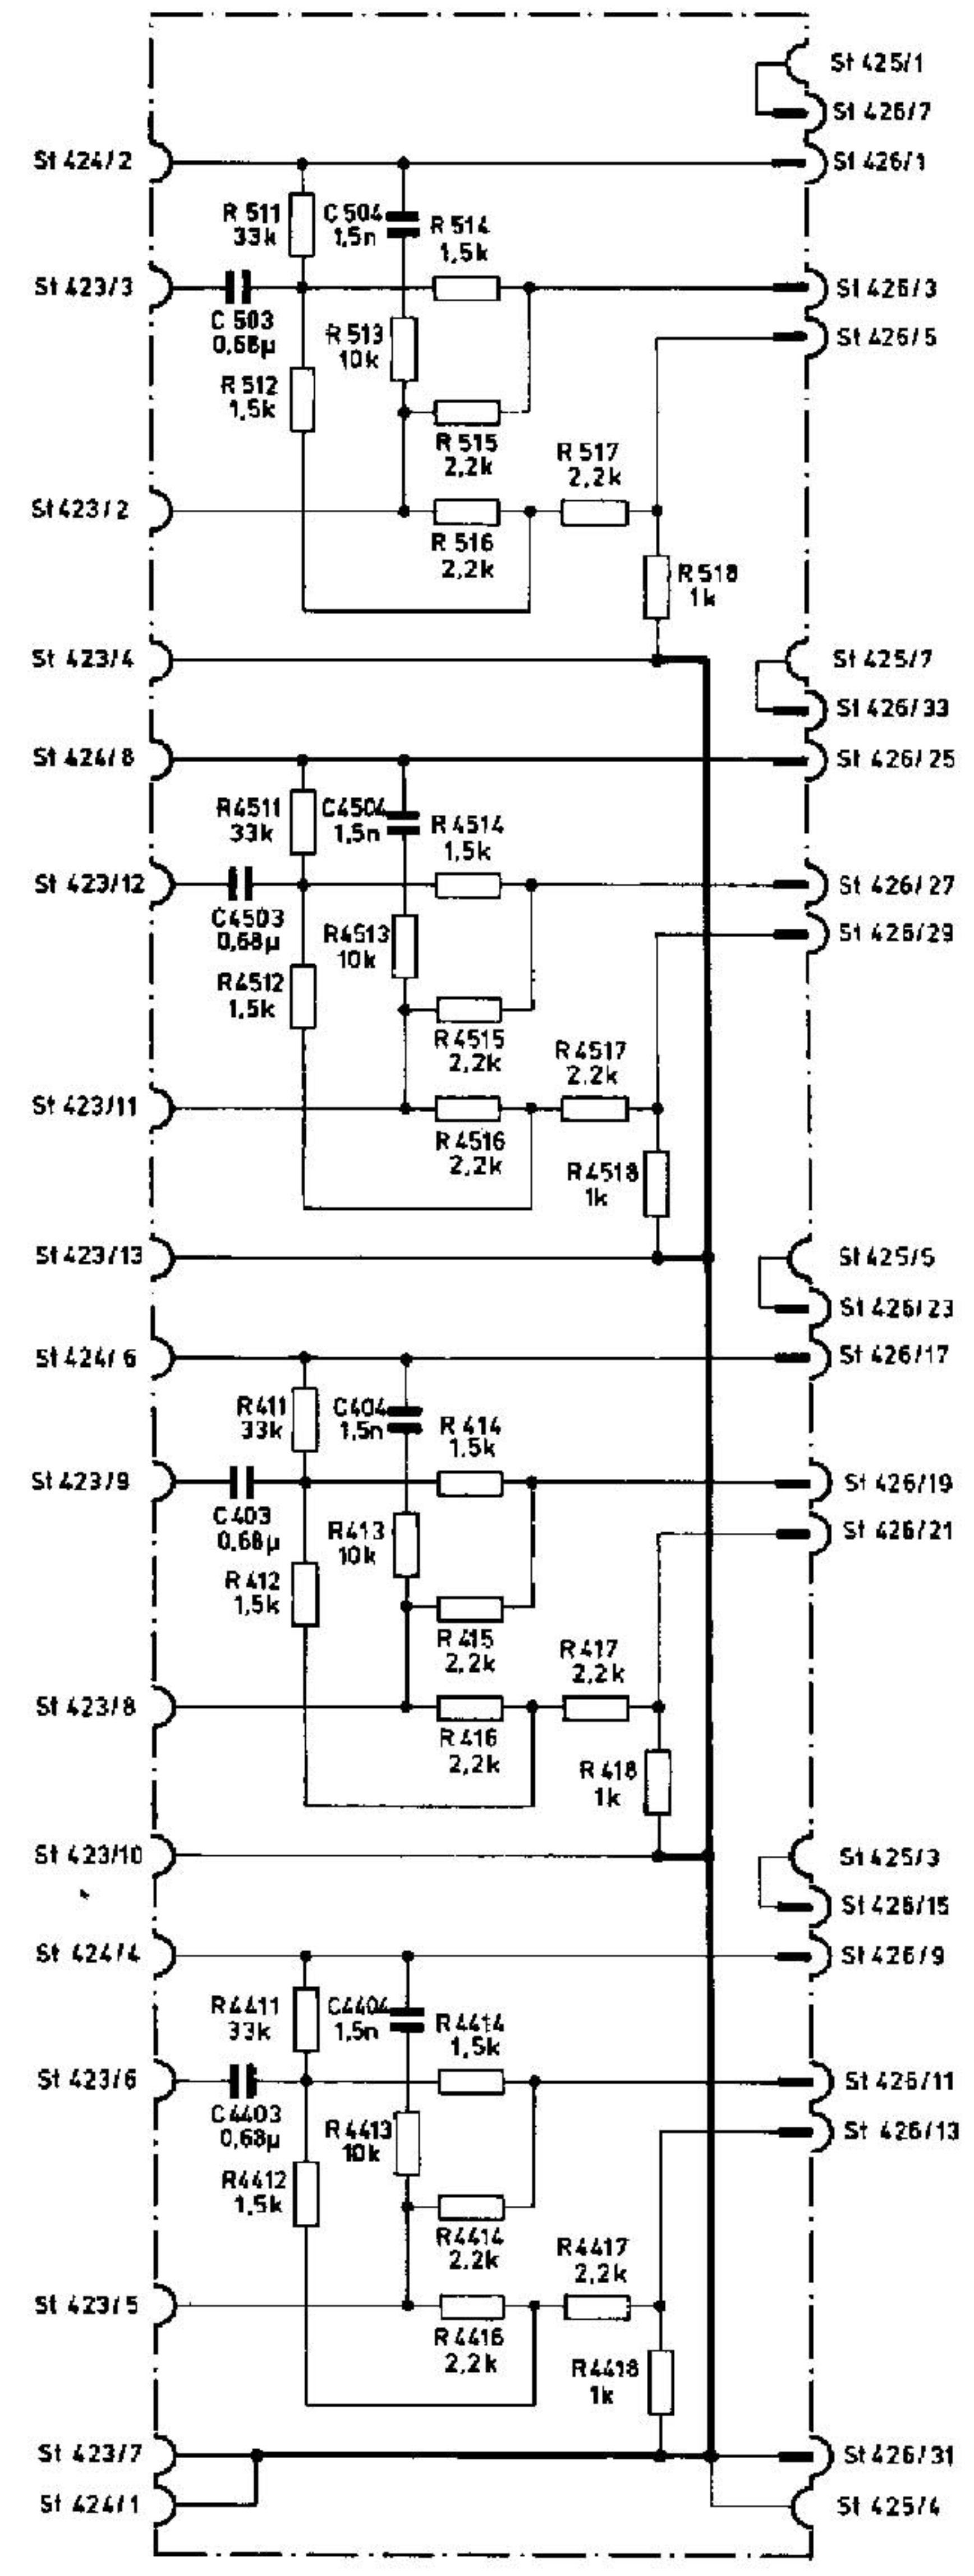 St 425/1
St 426/7
St 424/2
St 426/1
R 511
33k
C 504
1,5n
R 514
1,5k
St 423/3
St 426/3
C 503
0,68µ
R 513
10k
St 426/5
R 512
1,5k
R 515
2,2k
R 517
2,2k
St 423/2
R 516
2,2k
R 518
1k
St 423/4
St 425/7
St 426/33
St 424/8
St 426/25
R4511
33k
C4504
1,5n
R 4514
1,5k
St 423/12
St 426/27
C4503
0,68µ
R4513
10k
St 426/29
R4512
1,5k
R 4515
2,2k
R 4517
2,2k
St 423/11
R 4516
2,2k
R 4518
1k
St 423/13
St 425/5
St 426/23
St 424/6
St 426/17
R411
33k
C404
1,5n
R 414
1,5k
St 423/9
St 426/19
C 403
0,68µ
R413
10k
St 426/21
R 412
1,5k
R 415
2,2k
R 417
2,2k
St 423/8
R 416
2,2k
R 418
1k
St 423/10
St 425/3
St 426/15
St 424/4
St 426/9
R4411
33k
C4404
1,5n
R 4414
1,5k
St 423/6
St 426/11
C 4403
0,68µ
R 4413
10k
St 426/13
R4412
1,5k
R4414
2,2k
R4417
2,2k
St 423/5
R 4416
2,2k
R 4418
1k
St 423/7
St 426/31
St 424/1
St 425/4